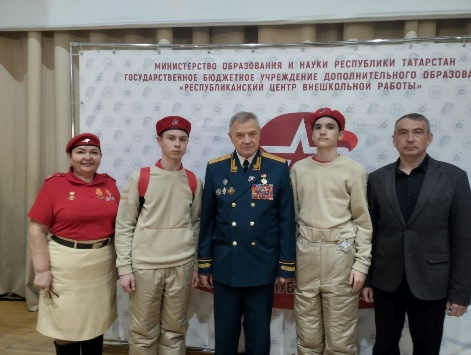 МИНИСТЕРСТВО ОБРАЗОВАНИЯ И НАУКИ РЕСПУБЛИКИ ТАТАРСТАН
ГОСУДАРСТВЕННОЕ БЮДЖЕТНОЕ УЧРЕЖДЕНИЕ ДОПОЛНИТЕЛЬНОГО ОБРАЗОВА
«РЕСПУБЛИКАНСКИЙ ЦЕНТР ВНЕШКОЛЬНОЙ РАБОТЫ»